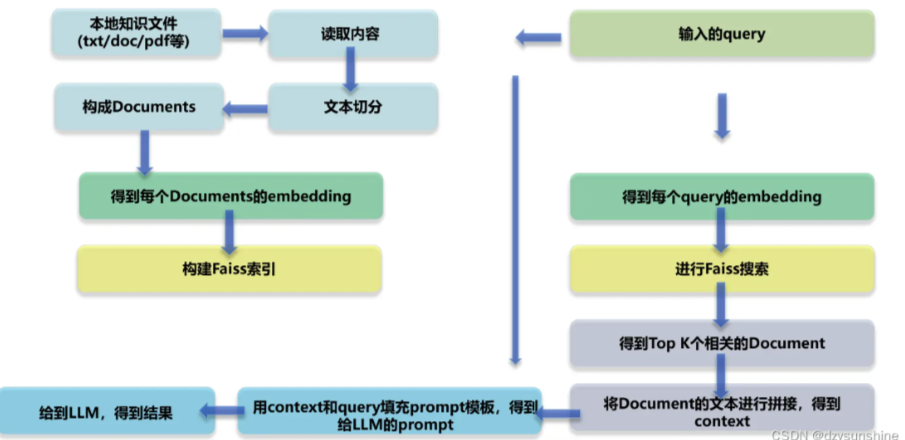 本地知识文件
(txt/doc/pdf等)
读取内容
输入的query
构成Documents
文本切分
得到每个Documents的embedding
得到每个query的embedding
构建Faiss索引
进行Faiss搜索
得到Top K个相关的Document
给到LLM，得到结果
用context和query填充prompt模板，得到
给LLM的prompt
将Document的文本进行拼接，得到
context
CSDN @dzysunshine